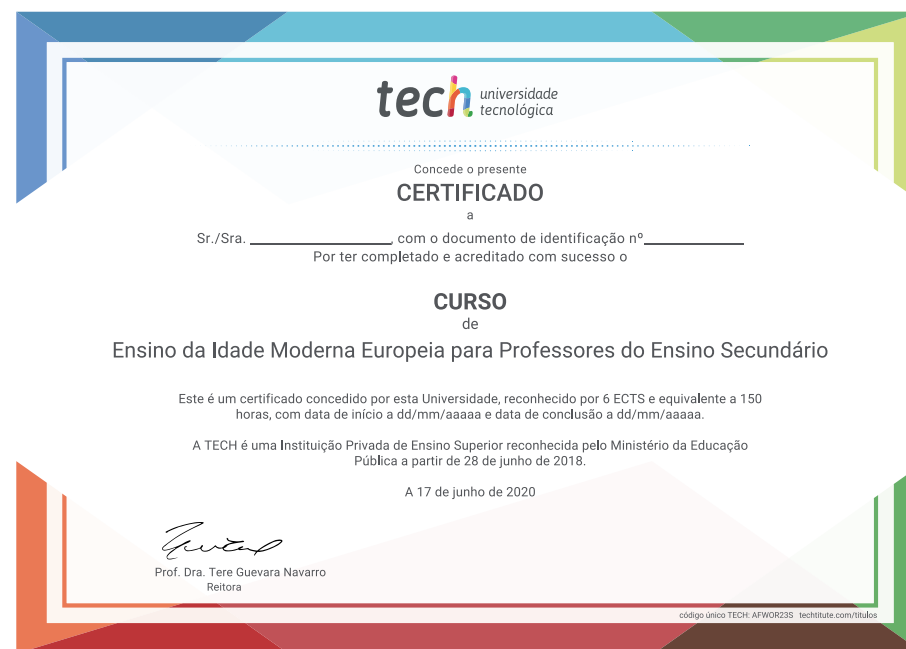 tech universidade
tecnológica
Concede o presente
CERTIFICADO
a
Sr./Sra. ________________, com o documento de identificação nº____________
Por ter completado e acreditado com sucesso o
CURSO
de
Ensino da Idade Moderna Europeia para Professores do Ensino Secundário
Este é um certificado concedido por esta Universidade, reconhecido por 6 ECTS e equivalente a 150
horas, com data de início a dd/mm/aaaaa e data de conclusão a dd/mm/aaaaa.
A TECH é uma Instituição Privada de Ensino Superior reconhecida pelo Ministério da Educação
Pública a partir de 28 de junho de 2018.
A 17 de junho de 2020
Prof. Dra. Tere Guevara Navarro
Reitora
código único TECH: AFWOR23S techtitute.com/titulos